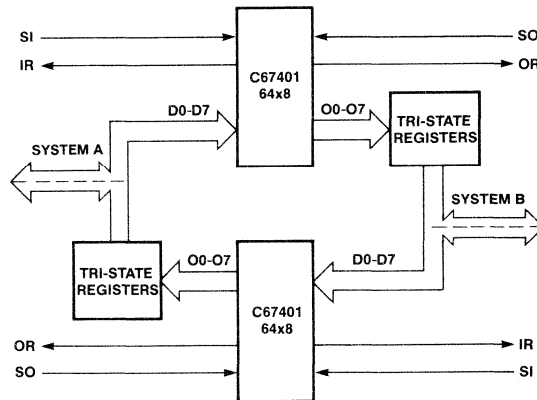 SI
SO
IR
OR
C67401
64x8
D0-D7
O0-O7
TRI-STATE
REGISTERS
SYSTEM A
SYSTEM B
TRI-STATE
REGISTERS
O0-O7
D0-D7
C67401
64x8
OR
IR
SO
SI